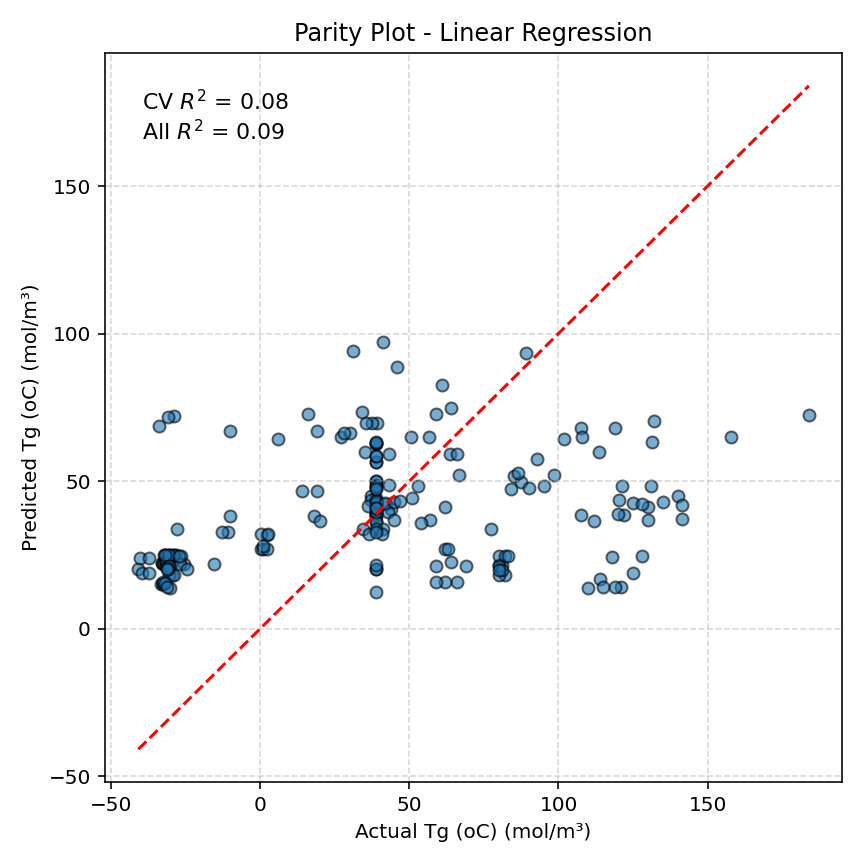 Parity Plot - Linear Regression
CV R² = 0.08
All R² = 0.09
150
100
50
0
−50
Predicted Tg (oC) (mol/m³)
−50 0 50 100 150
Actual Tg (oC) (mol/m³)